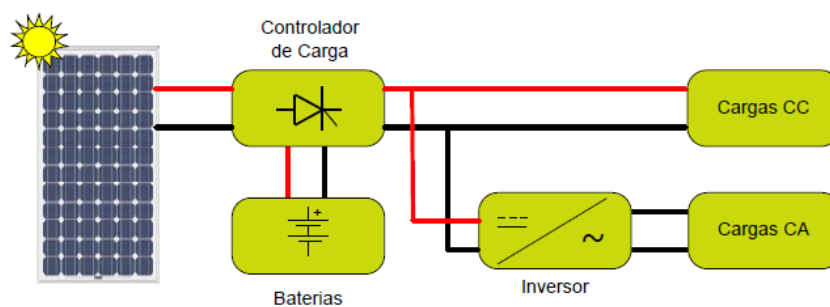 Controlador
de Carga
Cargas CC
Cargas CA
Inversor
Baterias